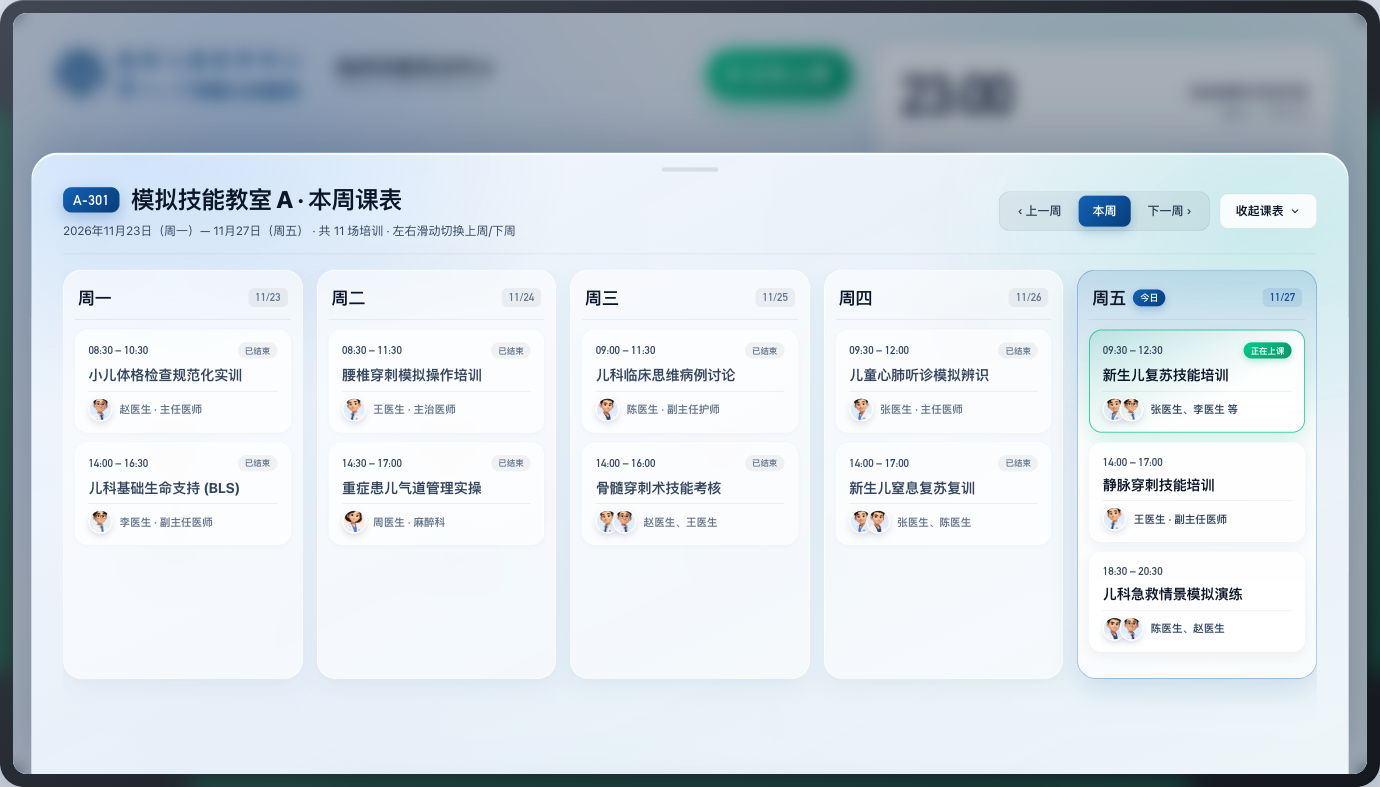 23:00
A-301 模拟技能教室 A · 本周课表
2026年11月23日（周一）— 11月27日（周五） · 共 11 场培训 · 左右滑动切换上周/下周
‹ 上一周 本周 下一周 › 收起课表
周一 11/23
08:30 – 10:30 已结束
小儿体格检查规范化实训
赵医生 · 主任医师
14:00 – 16:30 已结束
儿科基础生命支持 (BLS)
李医生 · 副主任医师
周二 11/24
08:30 – 11:30 已结束
腰椎穿刺模拟操作培训
王医生 · 主治医师
14:30 – 17:00 已结束
重症患儿气道管理实操
周医生 · 麻醉科
周三 11/25
09:00 – 11:30 已结束
儿科临床思维病例讨论
陈医生 · 副主任护师
14:00 – 16:00 已结束
骨髓穿刺术技能考核
赵医生、王医生
周四 11/26
09:30 – 12:00 已结束
儿童心肺听诊模拟辨识
张医生 · 主任医师
14:00 – 17:00 已结束
新生儿窒息复苏复训
张医生、陈医生
周五 今日 11/27
09:30 – 12:30 正在上课
新生儿复苏技能培训
张医生、李医生 等
14:00 – 17:00
静脉穿刺技能培训
王医生 · 副主任医师
18:30 – 20:30
儿科急救情景模拟演练
陈医生、赵医生